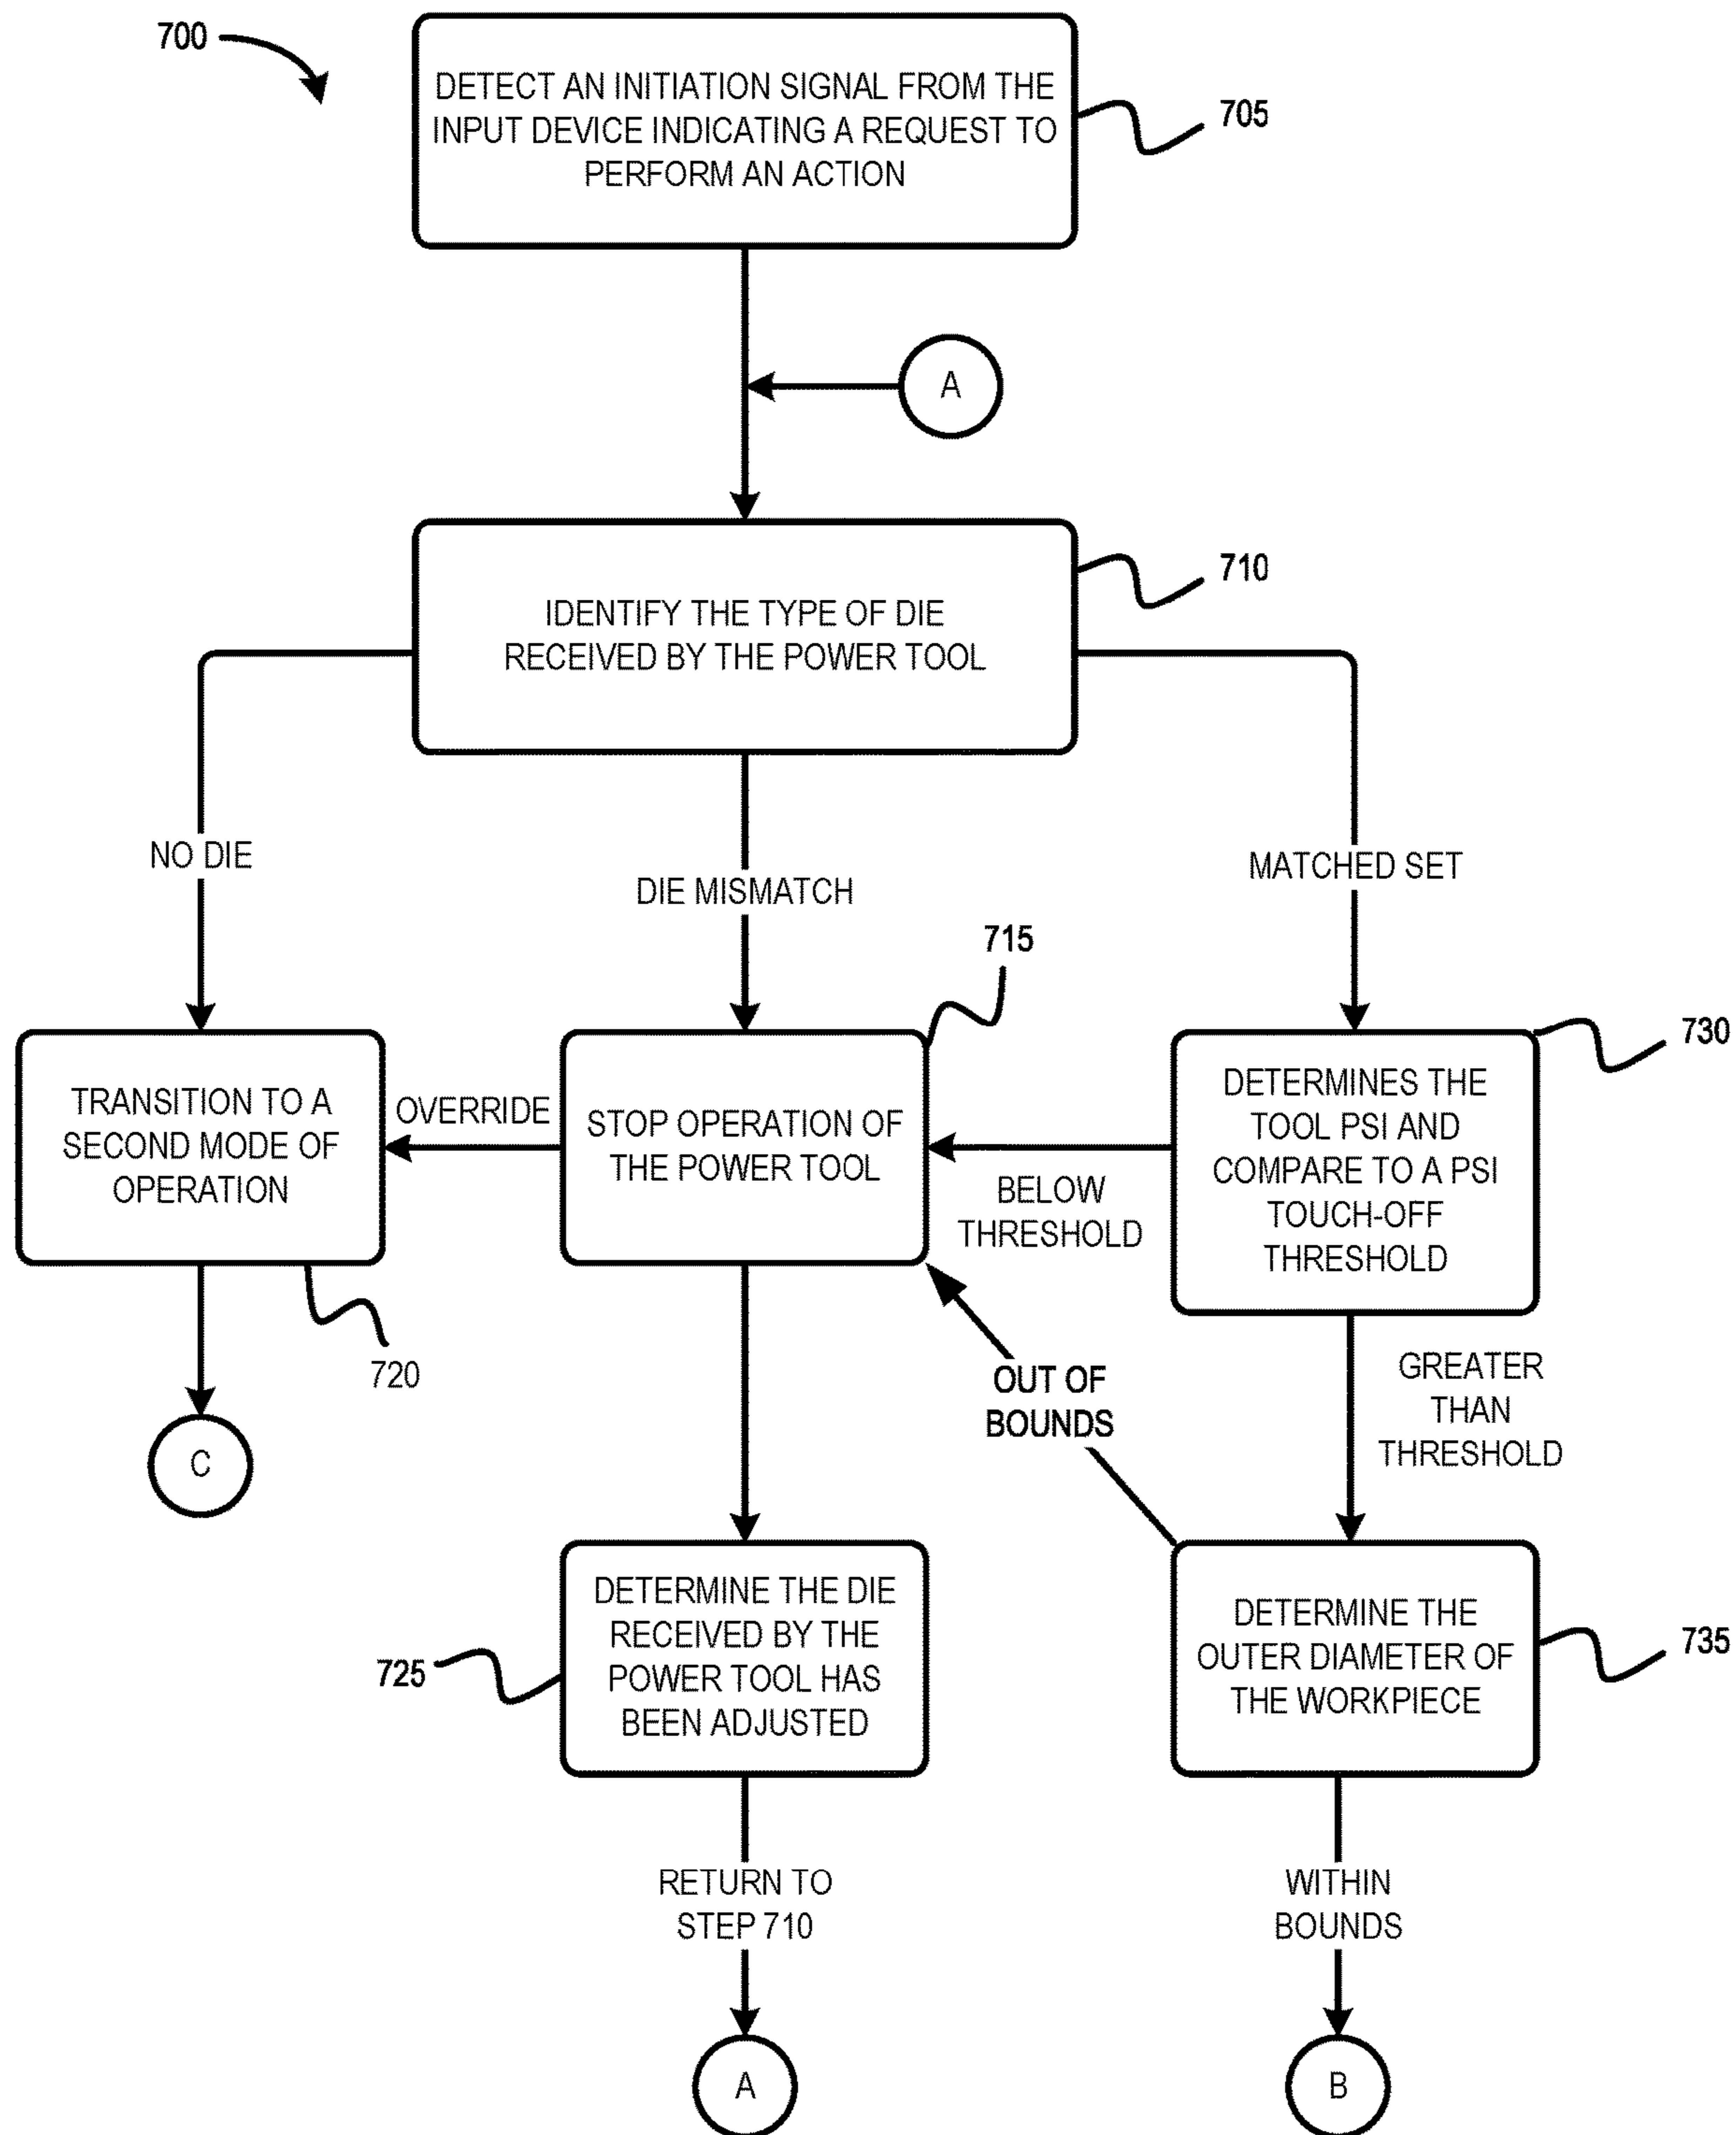 700
DETECT AN INITIATION SIGNAL FROM THE
INPUT DEVICE INDICATING A REQUEST TO
PERFORM AN ACTION
705
A
IDENTIFY THE TYPE OF DIE
RECEIVED BY THE POWER TOOL
710
NO DIE
DIE MISMATCH
MATCHED SET
715
730
TRANSITION TO A
SECOND MODE OF
OPERATION
OVERRIDE
STOP OPERATION OF
THE POWER TOOL
BELOW
THRESHOLD
DETERMINES THE
TOOL PSI AND
COMPARE TO A PSI
TOUCH-OFF
THRESHOLD
720
C
OUT OF
BOUNDS
GREATER
THAN
THRESHOLD
725
DETERMINE THE DIE
RECEIVED BY THE
POWER TOOL HAS
BEEN ADJUSTED
DETERMINE THE
OUTER DIAMETER OF
THE WORKPIECE
735
RETURN TO
STEP 710
WITHIN
BOUNDS
A
B